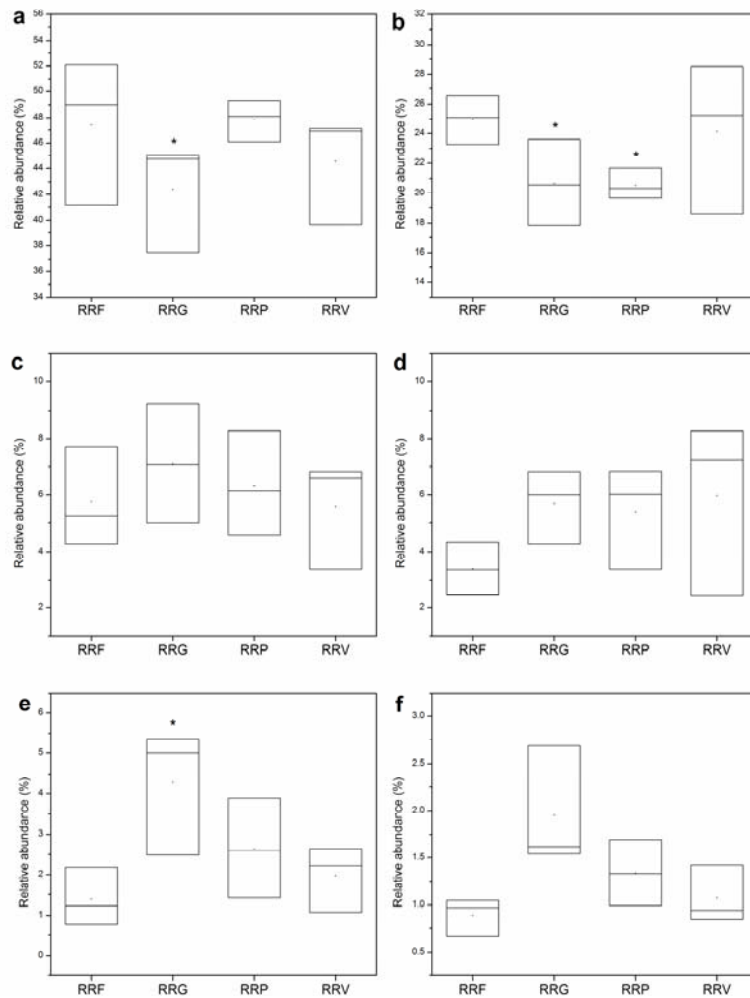 a
Relative abundance (%)
56
54
52
50
48
46
44
42
40
38
36
34
*
RRF RRG RRP RRV
b
Relative abundance (%)
32
30
28
26
24
22
20
18
16
14
*
*
RRF RRG RRP RRV
c
Relative abundance (%)
10
8
6
4
2
RRF RRG RRP RRV
d
Relative abundance (%)
10
8
6
4
2
RRF RRG RRP RRV
e
Relative abundance (%)
6
5
4
3
2
1
0
*
RRF RRG RRP RRV
f
Relative abundance (%)
3.0
2.5
2.0
1.5
1.0
0.5
RRF RRG RRP RRV